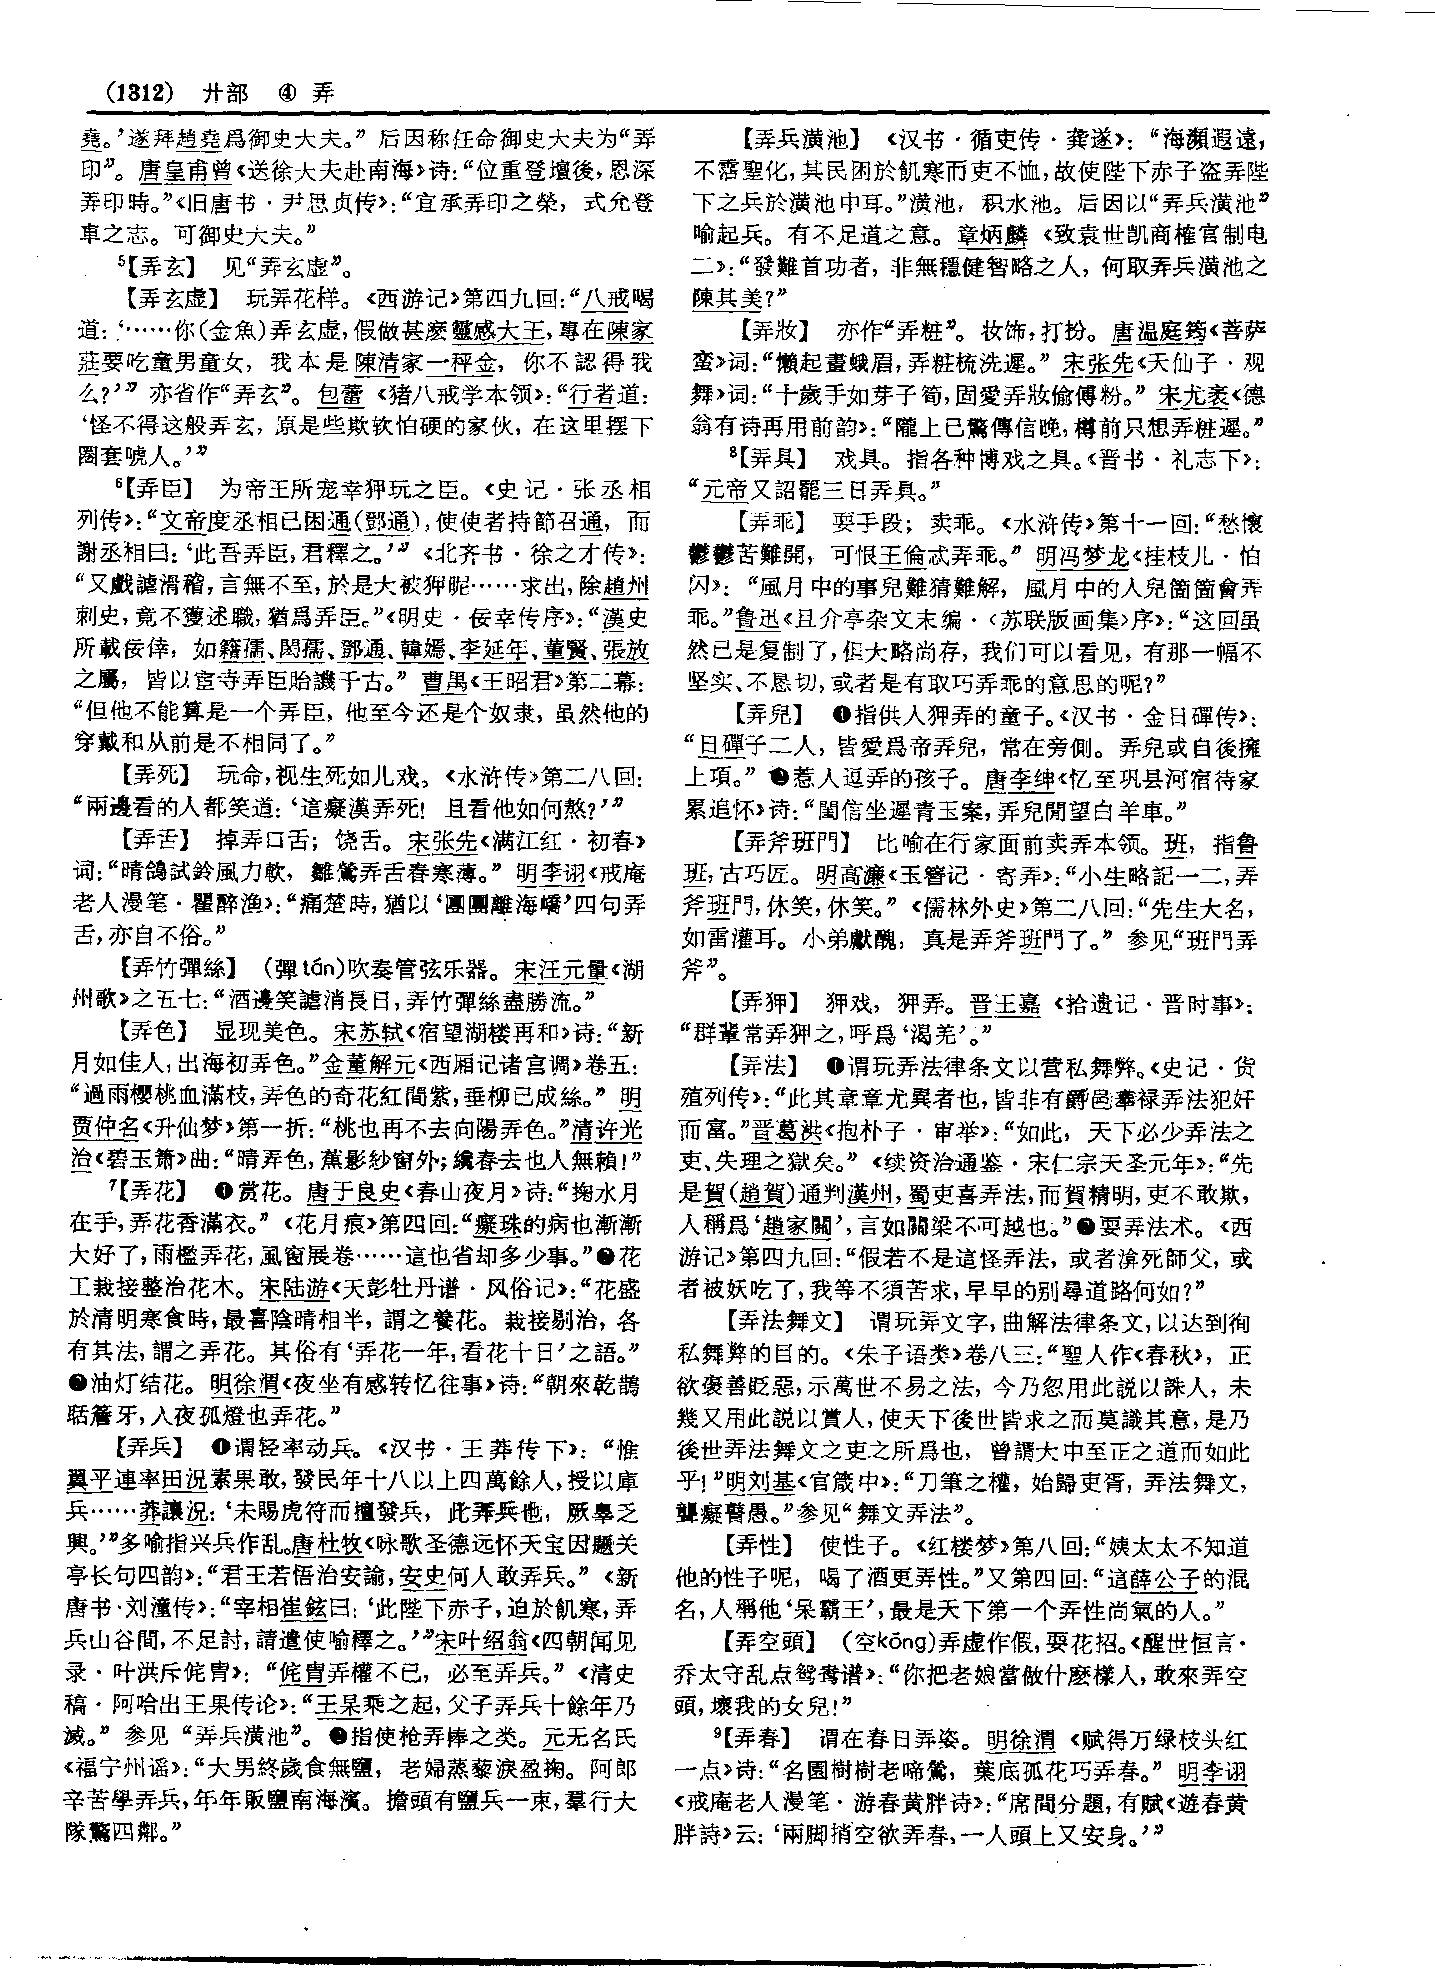 (1312) 廾部 ④ 弄
堯。’遂拜趙堯爲御史大夫。” 后因称任命御史大夫为“弄
印”。唐皇甫曾《送徐大夫赴南海》诗：“位重登壇後，恩深
弄印時。”《旧唐书·尹思贞传》：“宜承弄印之榮，式允登
車之志。可御史大夫。”
⁵【弄玄】 见“弄玄虚”。
【弄玄虛】 玩弄花样。《西游记》第四九回：“八戒喝
道：‘……你(金魚)弄玄虛，假做甚麽靈感大王，專在陳家
莊要吃童男童女，我本是陳清家一秤金，你不認得我
么？’” 亦省作“弄玄”。包蕾《猪八戒学本领》：“行者道：
‘怪不得这般弄玄，原是些欺软怕硬的家伙，在这里摆下
圈套唬人。’”
⁶【弄臣】 为帝王所宠幸狎玩之臣。《史记·张丞相
列传》：“文帝度丞相已困通(鄧通)，使使者持節召通，而
謝丞相曰：‘此吾弄臣，君釋之。’” 《北齐书·徐之才传》：
“又戲謔滑稽，言無不至，於是大被狎昵……求出，除趙州
刺史，竟不獲述職，猶爲弄臣。”《明史·佞幸传序》：“漢史
所載佞倖，如籍孺、閎孺、鄧通、韓嫣、李延年、董賢、張放
之屬，皆以宦寺弄臣貽譏千古。” 曹禺《王昭君》第二幕：
“但他不能算是一个弄臣，他至今还是个奴隶，虽然他的
穿戴和从前是不相同了。”
【弄死】 玩命，视生死如儿戏。《水浒传》第二八回：
“兩邊看的人都笑道：‘這癡漢弄死！且看他如何熬？’”
【弄舌】 掉弄口舌；饶舌。宋张先《满江红·初春》
词：“晴鴿試鈴風力軟，雛鶯弄舌春寒薄。” 明李诩《戒庵
老人漫笔·瞿醉渔》：“痛楚時，猶以‘團團離海嶠’四句弄
舌，亦自不俗。”
【弄竹彈絲】 (彈tán)吹奏管弦乐器。宋汪元量《湖
州歌》之五七：“酒邊笑謔消長日，弄竹彈絲盡勝流。”
【弄色】 显现美色。宋苏轼《宿望湖楼再和》诗：“新
月如佳人，出海初弄色。”金董解元《西厢记诸宫调》卷五：
“過雨櫻桃血滿枝，弄色的奇花紅間紫，垂柳已成絲。” 明
贾仲名《升仙梦》第一折：“桃也再不去向陽弄色。”清许光
治《碧玉箫》曲：“晴弄色，蕉影紗窗外；纔春去也人無賴！”
⁷【弄花】 ❶赏花。唐于良史《春山夜月》诗：“掬水月
在手，弄花香滿衣。” 《花月痕》第四回：“癡珠的病也漸漸
大好了，雨檻弄花，風窗展卷……這也省却多少事。”❷花
工栽接整治花木。宋陆游《天彭牡丹谱·风俗记》：“花盛
於清明寒食時，最喜陰晴相半，謂之養花。栽接剔治，各
有其法，謂之弄花。其俗有‘弄花一年，看花十日’之語。”
❸油灯结花。明徐渭《夜坐有感转忆往事》诗：“朝來乾鵲
聒簷牙，入夜孤燈也弄花。”
【弄兵】 ❶谓轻率动兵。《汉书·王莽传下》：“惟
翼平連率田況素果敢，發民年十八以上四萬餘人，授以庫
兵……莽讓況：‘未賜虎符而擅發兵，此弄兵也，厥辠乏
興。’”多喻指兴兵作乱。唐杜牧《咏歌圣德远怀天宝因题关
亭长句四韵》：“君王若悟治安論，安史何人敢弄兵。” 《新
唐书·刘潼传》：“宰相崔鉉曰：‘此陛下赤子，迫於飢寒，弄
兵山谷間，不足討，請遣使喻釋之。’”宋叶绍翁《四朝闻见
录·叶洪斥侂胄》：“侂冑弄權不已，必至弄兵。” 《清史
稿·阿哈出王杲传论》：“王杲乘之起，父子弄兵十餘年乃
滅。” 参见“弄兵潢池”。❷指使枪弄棒之类。元无名氏
《福宁州谣》：“大男終歲食無鹽，老婦蒸藜淚盈掬。阿郎
辛苦學弄兵，年年販鹽南海濱。擔頭有鹽兵一束，羣行大
隊驚四鄰。”
【弄兵潢池】 《汉书·循吏传·龚遂》：“海瀕遐遠，
不霑聖化，其民困於飢寒而吏不恤，故使陛下赤子盗弄陛
下之兵於潢池中耳。”潢池，积水池。后因以“弄兵潢池”
喻起兵。有不足道之意。章炳麟《致袁世凯商榷官制电
二》：“發難首功者，非無穩健智略之人，何取弄兵潢池之
陳其美？”
【弄妝】 亦作“弄粧”。妆饰，打扮。唐温庭筠《菩萨
蛮》词：“懶起畫蛾眉，弄粧梳洗遲。” 宋张先《天仙子·观
舞》词：“十歲手如芽子筍，固愛弄妝偷傅粉。” 宋尤袤《德
翁有诗再用前韵》：“隴上已驚傳信晚，樽前只想弄粧遲。”
⁸【弄具】 戏具。指各种博戏之具。《晋书·礼志下》：
“元帝又詔罷三日弄具。”
【弄乖】 耍手段；卖乖。《水浒传》第十一回：“愁懷
鬱鬱苦難開，可恨王倫忒弄乖。” 明冯梦龙《挂枝儿·怕
闪》：“風月中的事兒難猜難解，風月中的人兒箇箇會弄
乖。”鲁迅《且介亭杂文末编·〈苏联版画集〉序》：“这回虽
然已是复制了，但大略尚存，我们可以看见，有那一幅不
坚实、不恳切，或者是有取巧弄乖的意思的呢？”
【弄兒】 ❶指供人狎弄的童子。《汉书·金日磾传》：
“日磾子二人，皆愛爲帝弄兒，常在旁側。弄兒或自後擁
上項。” ❷惹人逗弄的孩子。唐李绅《忆至巩县河宿待家
累追怀》诗：“閨信坐遲青玉案，弄兒閒望白羊車。”
【弄斧班門】 比喻在行家面前卖弄本领。班，指鲁
班，古巧匠。明高濂《玉簪记·寄弄》：“小生略記一二，弄
斧班門，休笑，休笑。” 《儒林外史》第二八回：“先生大名，
如雷灌耳。小弟獻醜，真是弄斧班門了。” 参见“班門弄
斧”。
【弄狎】 狎戏，狎弄。晋王嘉《拾遗记·晋时事》：
“群輩常弄狎之，呼爲‘渴羌’。”
【弄法】 ❶谓玩弄法律条文以营私舞弊。《史记·货
殖列传》：“此其章章尤異者也，皆非有爵邑奉禄弄法犯奸
而富。”晋葛洪《抱朴子·审举》：“如此，天下必少弄法之
吏、失理之獄矣。” 《续资治通鉴·宋仁宗天圣元年》：“先
是賀(趙賀)通判漢州，蜀吏喜弄法，而賀精明，吏不敢欺，
人稱爲‘趙家關’，言如關梁不可越也。”❷耍弄法术。《西
游记》第四九回：“假若不是這怪弄法，或者渰死師父，或
者被妖吃了，我等不須苦求，早早的别尋道路何如？”
【弄法舞文】 谓玩弄文字，曲解法律条文，以达到徇
私舞弊的目的。《朱子语类》卷八三：“聖人作《春秋》，正
欲褒善貶惡，示萬世不易之法，今乃忽用此説以誅人，未
幾又用此説以賞人，使天下後世皆求之而莫識其意，是乃
後世弄法舞文之吏之所爲也，曾謂大中至正之道而如此
乎！”明刘基《官箴中》：“刀筆之權，始歸吏胥，弄法舞文，
聾癡瞽愚。”参见“舞文弄法”。
【弄性】 使性子。《红楼梦》第八回：“姨太太不知道
他的性子呢，喝了酒更弄性。”又第四回：“這薛公子的混
名，人稱他‘呆霸王’，最是天下第一个弄性尚氣的人。”
【弄空頭】 (空kōng)弄虚作假，耍花招。《醒世恒言·
乔太守乱点鸳鸯谱》：“你把老娘當做什麽樣人，敢來弄空
頭，壞我的女兒！”
⁹【弄春】 谓在春日弄姿。明徐渭《赋得万绿枝头红
一点》诗：“名園樹樹老啼鶯，葉底孤花巧弄春。” 明李诩
《戒庵老人漫笔·游春黄胖诗》：“席間分題，有賦《遊春黄
胖詩》云：‘兩脚捎空欲弄春，一人頭上又安身。’”